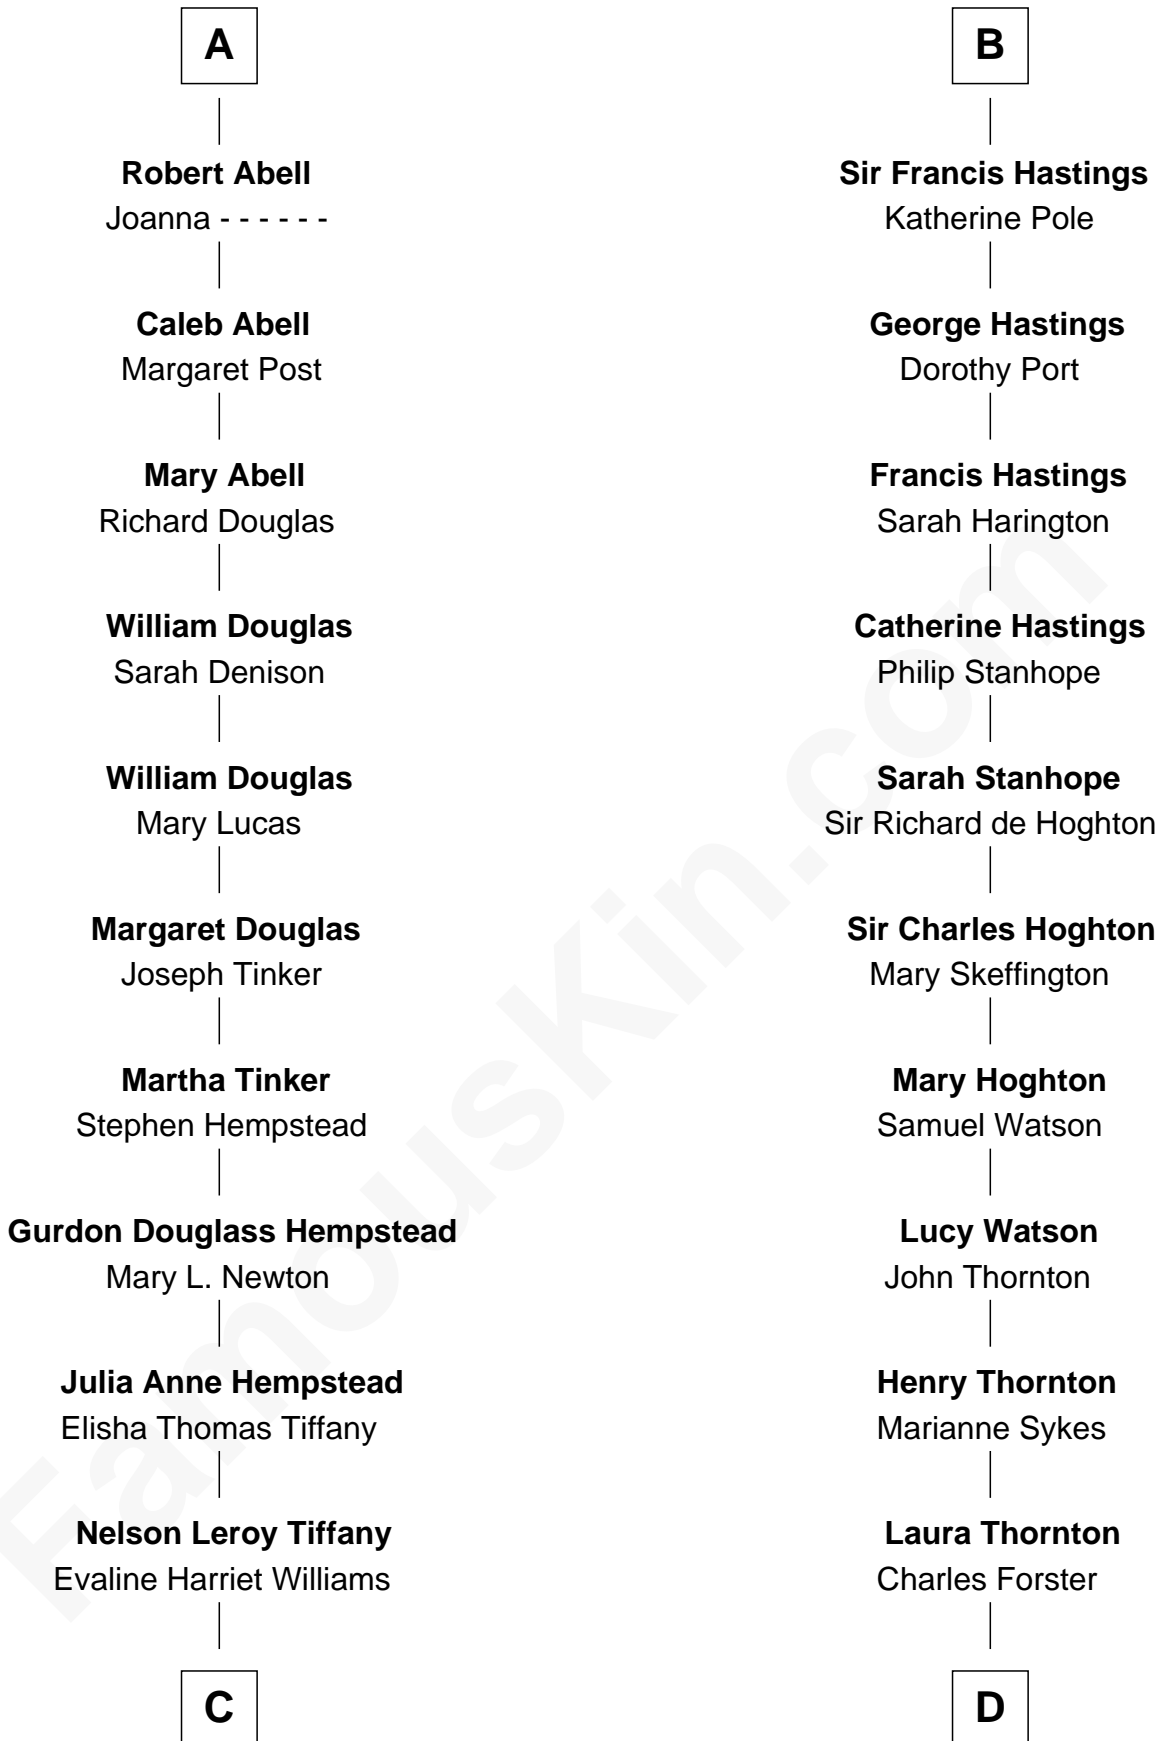 A
Robert Abell
Joanna - - - - - -
Caleb Abell
Margaret Post
Mary Abell
Richard Douglas
William Douglas
Sarah Denison
William Douglas
Mary Lucas
Margaret Douglas
Joseph Tinker
Martha Tinker
Stephen Hempstead
Gurdon Douglass Hempstead
Mary L. Newton
Julia Anne Hempstead
Elisha Thomas Tiffany
Nelson Leroy Tiffany
Evaline Harriet Williams
C
B
Sir Francis Hastings
Katherine Pole
George Hastings
Dorothy Port
Francis Hastings
Sarah Harington
Catherine Hastings
Philip Stanhope
Sarah Stanhope
Sir Richard de Hoghton
Sir Charles Hoghton
Mary Skeffington
Mary Hoghton
Samuel Watson
Lucy Watson
John Thornton
Henry Thornton
Marianne Sykes
Laura Thornton
Charles Forster
D
FamousKin.com